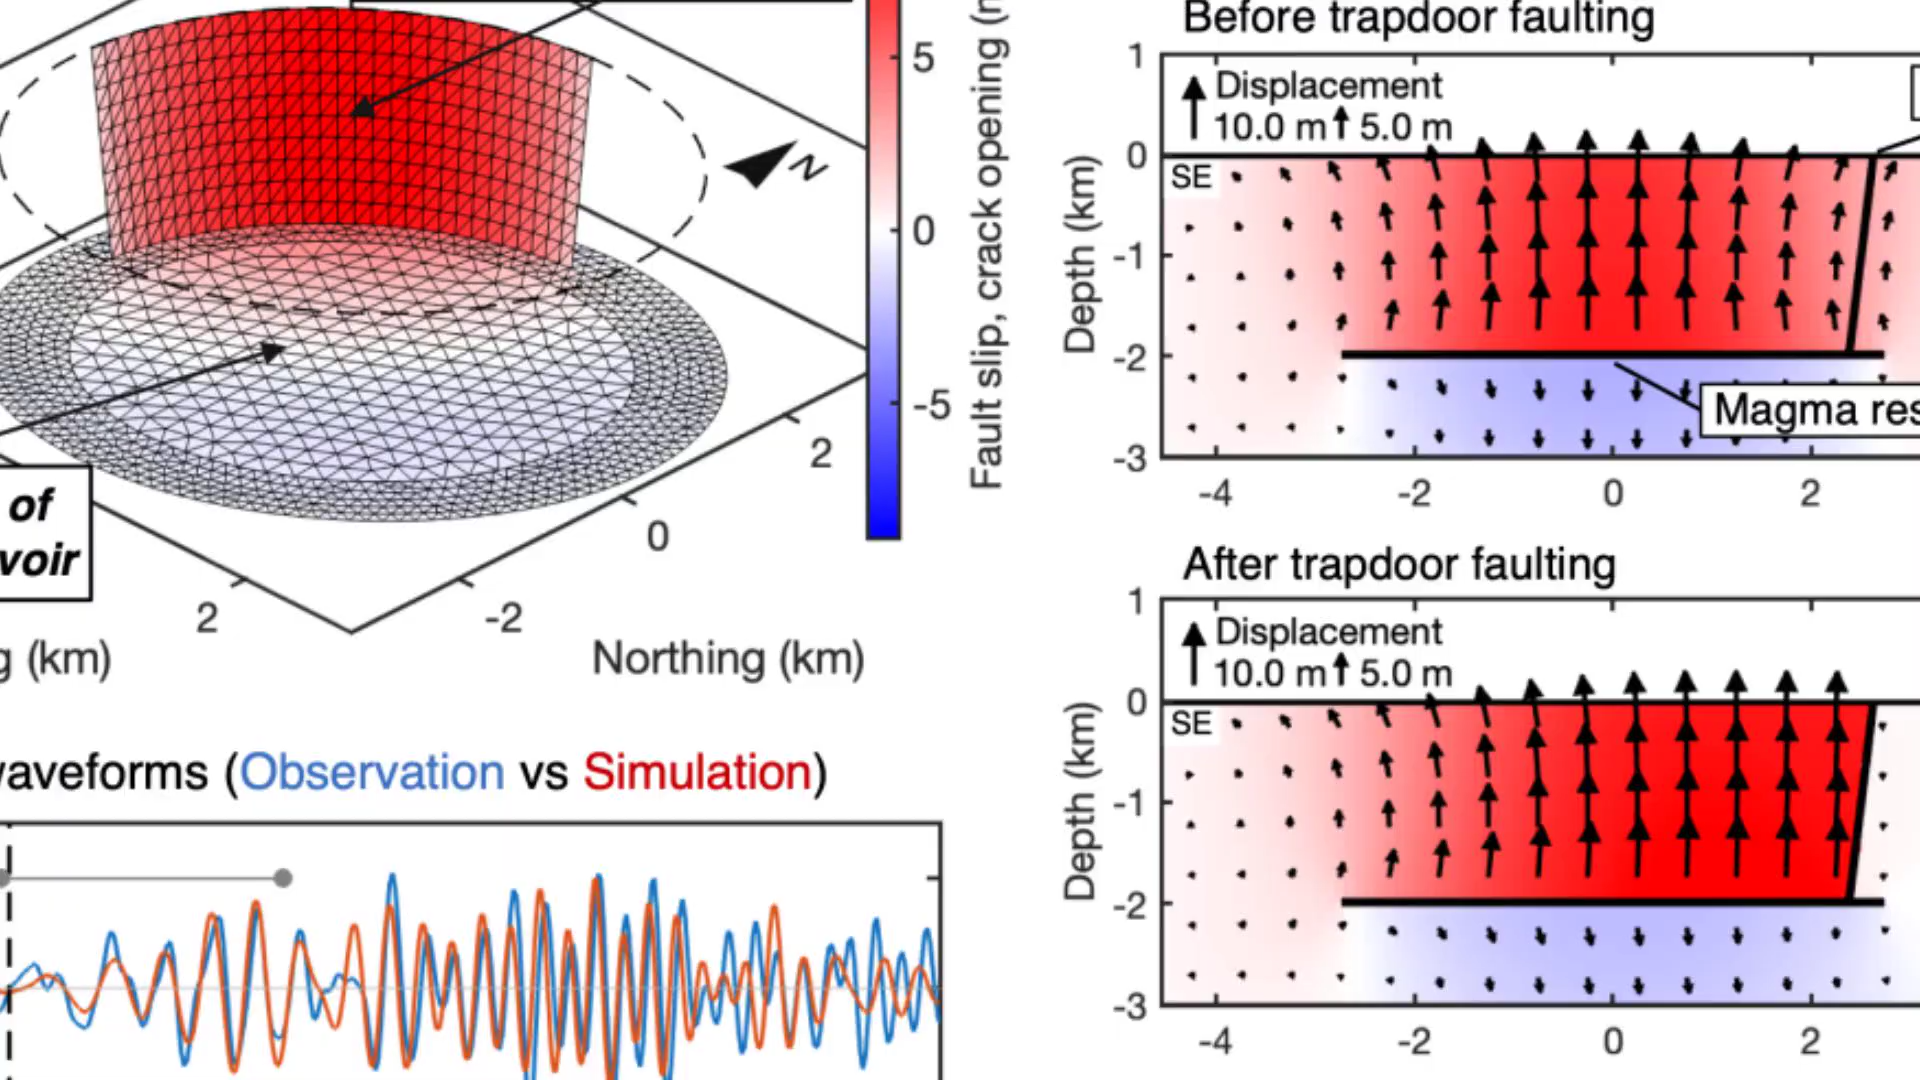 5
0
-5
Fault slip, crack opening
N
2
0
-2
2
Northing (km)
(km)
of
Before trapdoor faulting
1
Displacement
10.0 m 5.0 m
0
SE
-1
-2
-3
Depth (km)
Magma
-4
-2
0
2
After trapdoor faulting
1
Displacement
10.0 m 5.0 m
0
SE
-1
-2
-3
Depth (km)
-4
-2
0
2
(Observation vs Simulation)